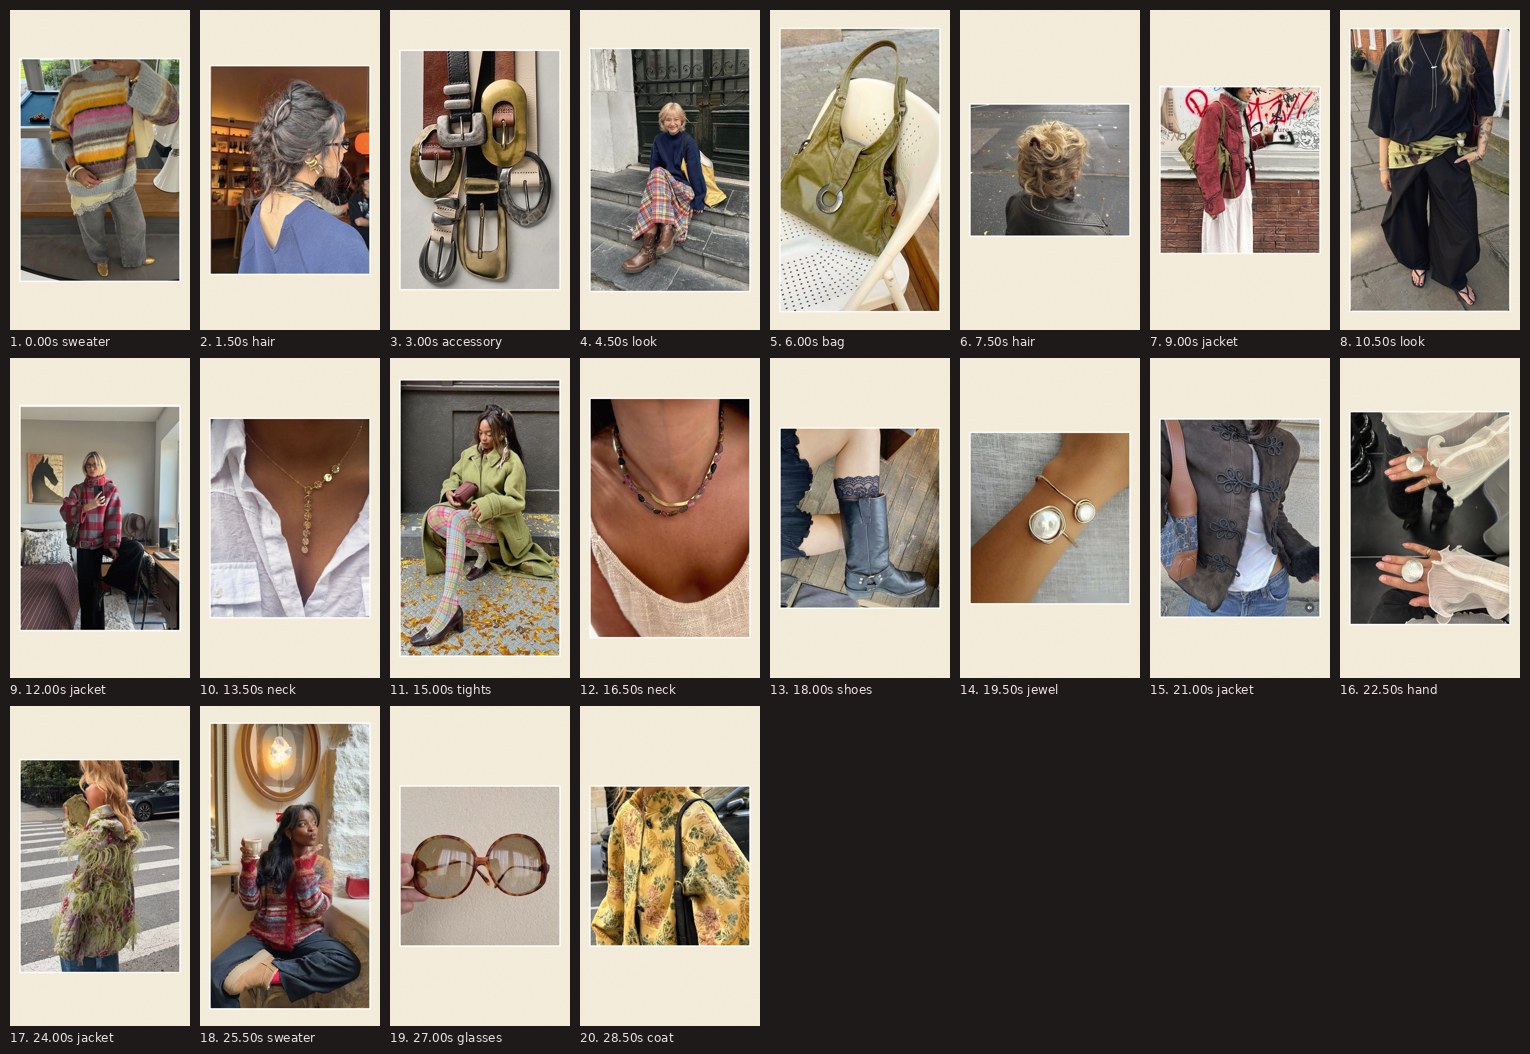 1. 0.00s sweater
2. 1.50s hair
3. 3.00s accessory
4. 4.50s look
5. 6.00s bag
6. 7.50s hair
7. 9.00s jacket
8. 10.50s look
9. 12.00s jacket
10. 13.50s neck
11. 15.00s tights
12. 16.50s neck
13. 18.00s shoes
14. 19.50s jewel
15. 21.00s jacket
16. 22.50s hand
17. 24.00s jacket
18. 25.50s sweater
19. 27.00s glasses
20. 28.50s coat